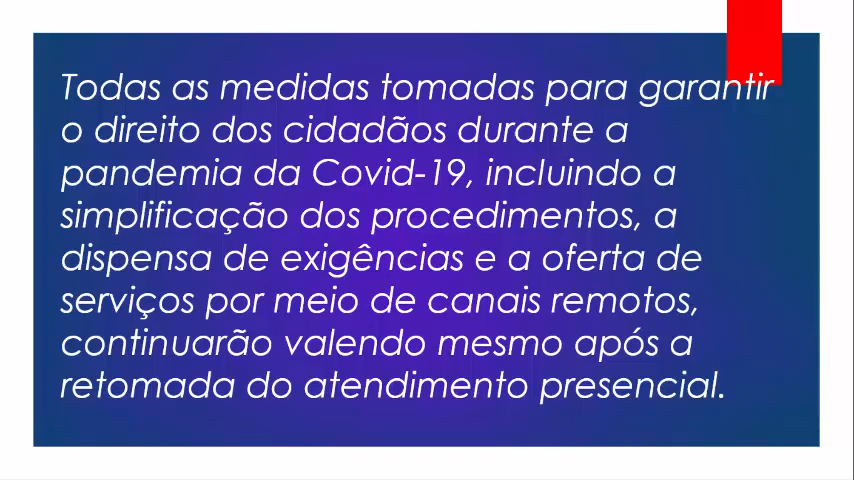 Todas as medidas tomadas para garantir
o direito dos cidadãos durante a
pandemia da Covid-19, incluindo a
simplificação dos procedimentos, a
dispensa de exigências e a oferta de
serviços por meio de canais remotos,
continuarão valendo mesmo após a
retomada do atendimento presencial.